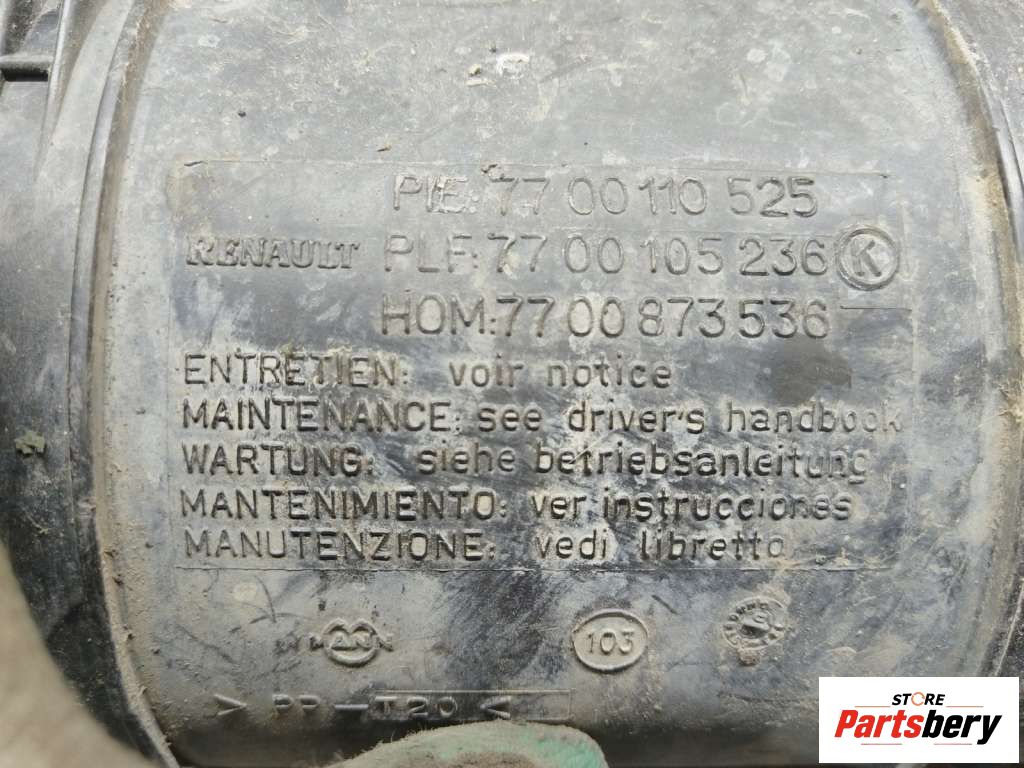 PIE: 77 00 110 525
RENAULT PLF: 77 00 105 236 K
HOM: 77 00 873 536
ENTRETIEN: voir notice
MAINTENANCE: see driver's handbook
WARTUNG: siehe betriebsanleitung
MANTENIMIENTO: ver instrucciones
MANUTENZIONE: vedi libretto
103
> PP-T20 <
STORE
Partsbery